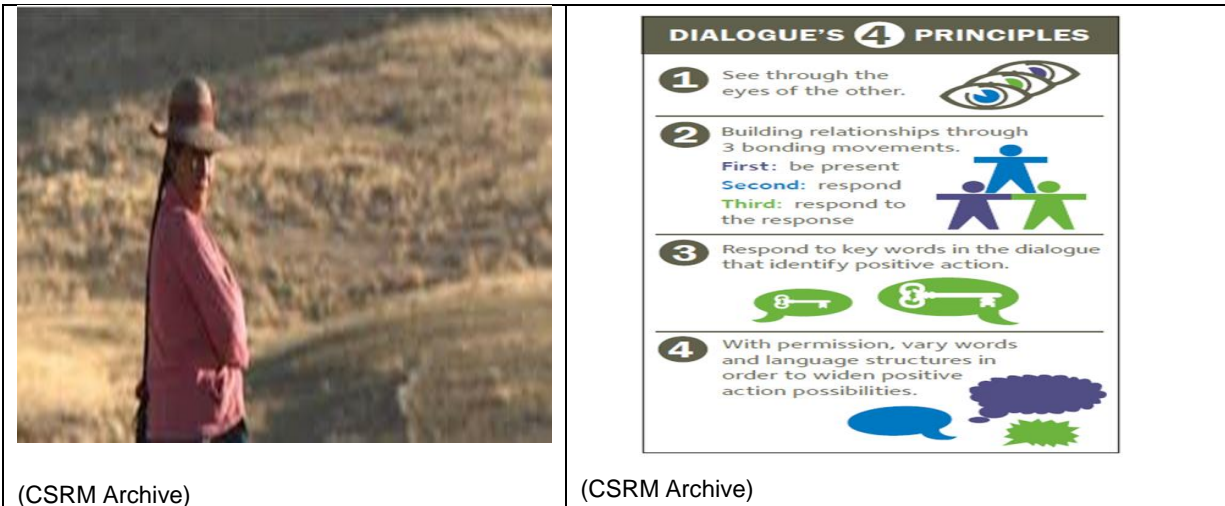 (CSRM Archive)
DIALOGUE'S 4 PRINCIPLES
1 See through the
eyes of the other.
2 Building relationships through
3 bonding movements.
First: be present
Second: respond
Third: respond to
the response
3 Respond to key words in the dialogue
that identify positive action.
4 With permission, vary words
and language structures in
order to widen positive
action possibilities.
(CSRM Archive)